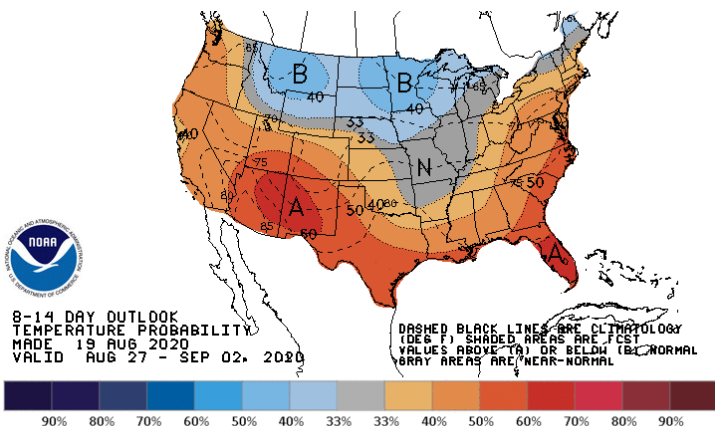 65
B
B
65
40
40
70
33
33
40
N
75
80
A
50
40
80
75
50
85
60
A
NATIONAL OCEANIC AND ATMOSPHERIC ADMINISTRATION
NOAA
U.S. DEPARTMENT OF COMMERCE
8-14 DAY OUTLOOK
TEMPERATURE PROBABILITY
MADE 19 AUG 2020
VALID AUG 27 - SEP 02, 2020
DASHED BLACK LINES ARE CLIMATOLOGY
(DEG F) SHADED AREAS ARE FCST
VALUES ABOVE (A) OR BELOW (B) NORMAL
GRAY AREAS ARE NEAR-NORMAL
90% 80% 70% 60% 50% 40% 33% 33% 40% 50% 60% 70% 80% 90%